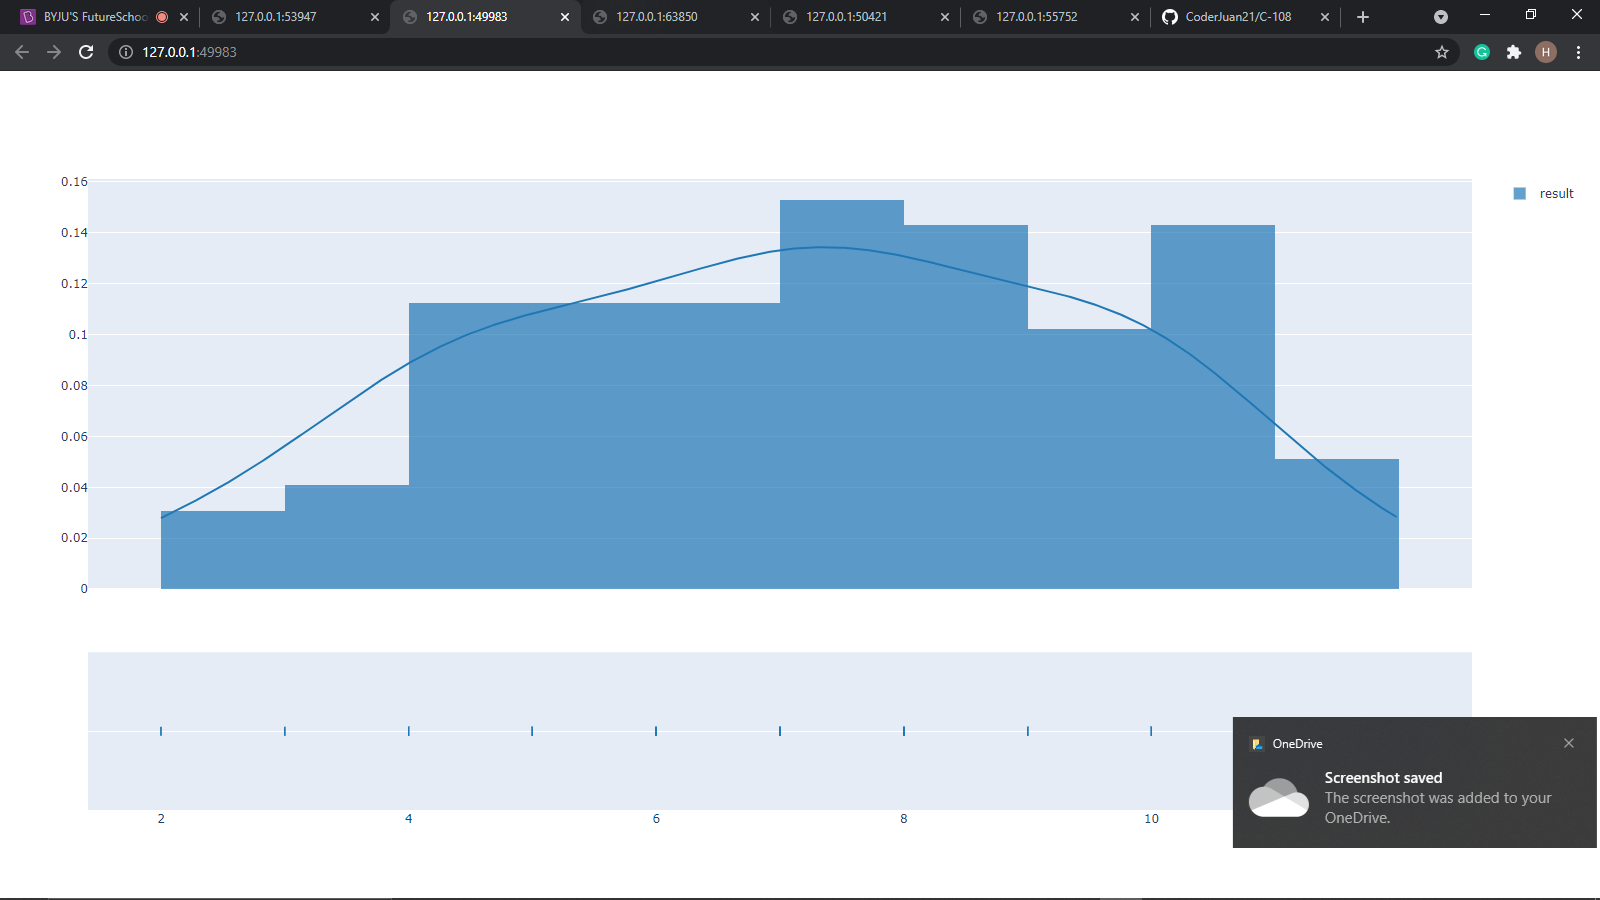 BYJU'S FutureSchoo
127.0.0.1:53947
127.0.0.1:49983
127.0.0.1:63850
127.0.0.1:50421
127.0.0.1:55752
CoderJuan21/C-108
127.0.0.1:49983
H
0.16
0.14
0.12
0.1
0.08
0.06
0.04
0.02
0
result
2
4
6
8
10
OneDrive
Screenshot saved
The screenshot was added to your
OneDrive.